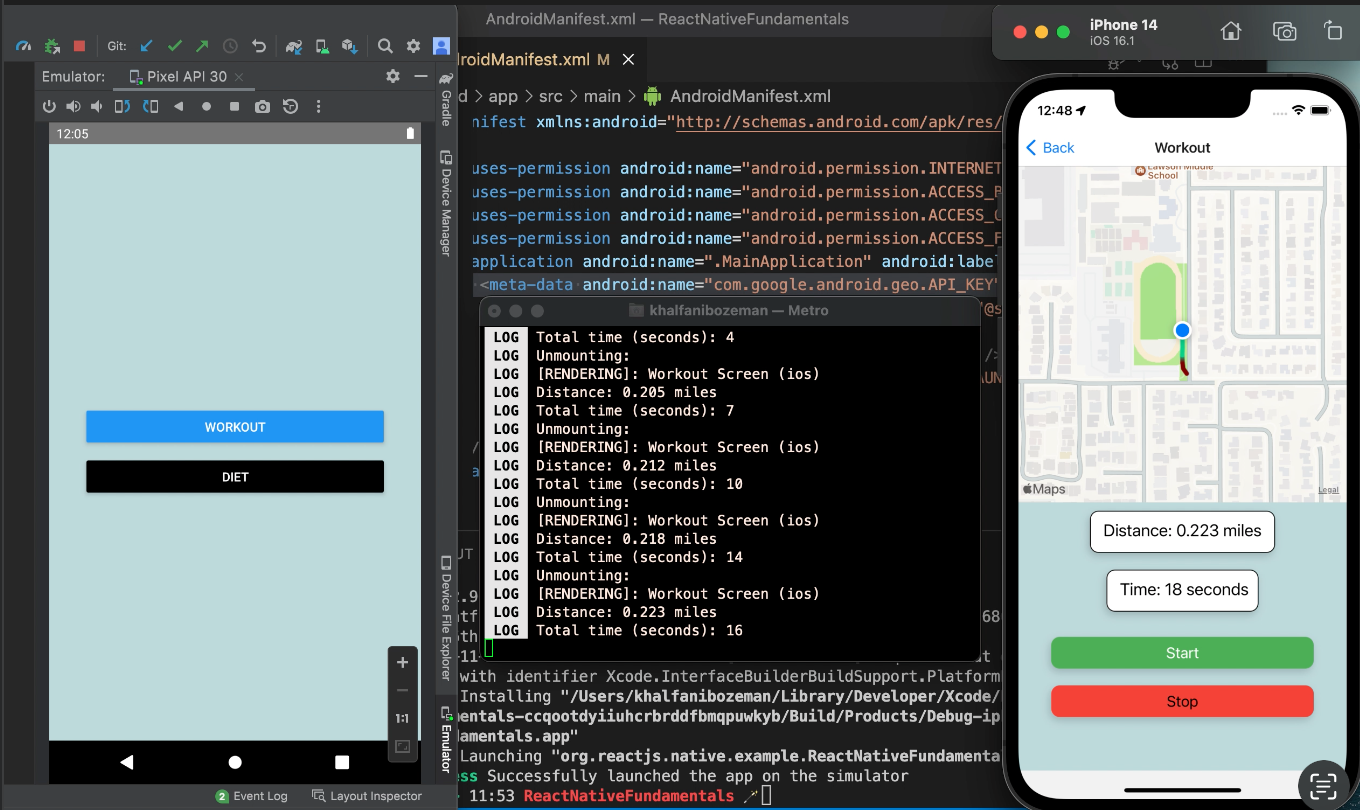 AndroidManifest.xml — ReactNativeFundamentals
Git:
Emulator: Pixel API 30
12:05
WORKOUT
DIET
1:1
Gradle
Device Manager
Device File Explorer
Emulator
2 Event Log Layout Inspector
roidManifest.xml M
d > app > src > main > AndroidManifest.xml
nifest xmlns:android="http://schemas.android.com/apk/res/
uses-permission android:name="android.permission.INTERNET
uses-permission android:name="android.permission.ACCESS_
uses-permission android:name="android.permission.ACCESS_
uses-permission android:name="android.permission.ACCESS_F
application android:name=".MainApplication" android:labe
<meta-data android:name="com.google.android.geo.API_KEY"
khalfanibozeman — Metro
LOG Total time (seconds): 4
LOG Unmounting:
LOG [RENDERING]: Workout Screen (ios)
LOG Distance: 0.205 miles
LOG Total time (seconds): 7
LOG Unmounting:
LOG [RENDERING]: Workout Screen (ios)
LOG Distance: 0.212 miles
LOG Total time (seconds): 10
LOG Unmounting:
LOG [RENDERING]: Workout Screen (ios)
LOG Distance: 0.218 miles
LOG Total time (seconds): 14
LOG Unmounting:
LOG [RENDERING]: Workout Screen (ios)
LOG Distance: 0.223 miles
LOG Total time (seconds): 16
with identifier Xcode.InterfaceBuilderBuildSupport.Platform
Installing "/Users/khalfanibozeman/Library/Developer/Xcode/
mentals-ccqootdyiiuhcrbrddfbmqpuwkyb/Build/Products/Debug-ip
damentals.app"
Launching "org.reactjs.native.example.ReactNativeFundamenta
ess Successfully launched the app on the simulator
11:53 ReactNativeFundamentals
iPhone 14
iOS 16.1
12:48
Back Workout
Lawson Middle
School
Maps Legal
Distance: 0.223 miles
Time: 18 seconds
Start
Stop